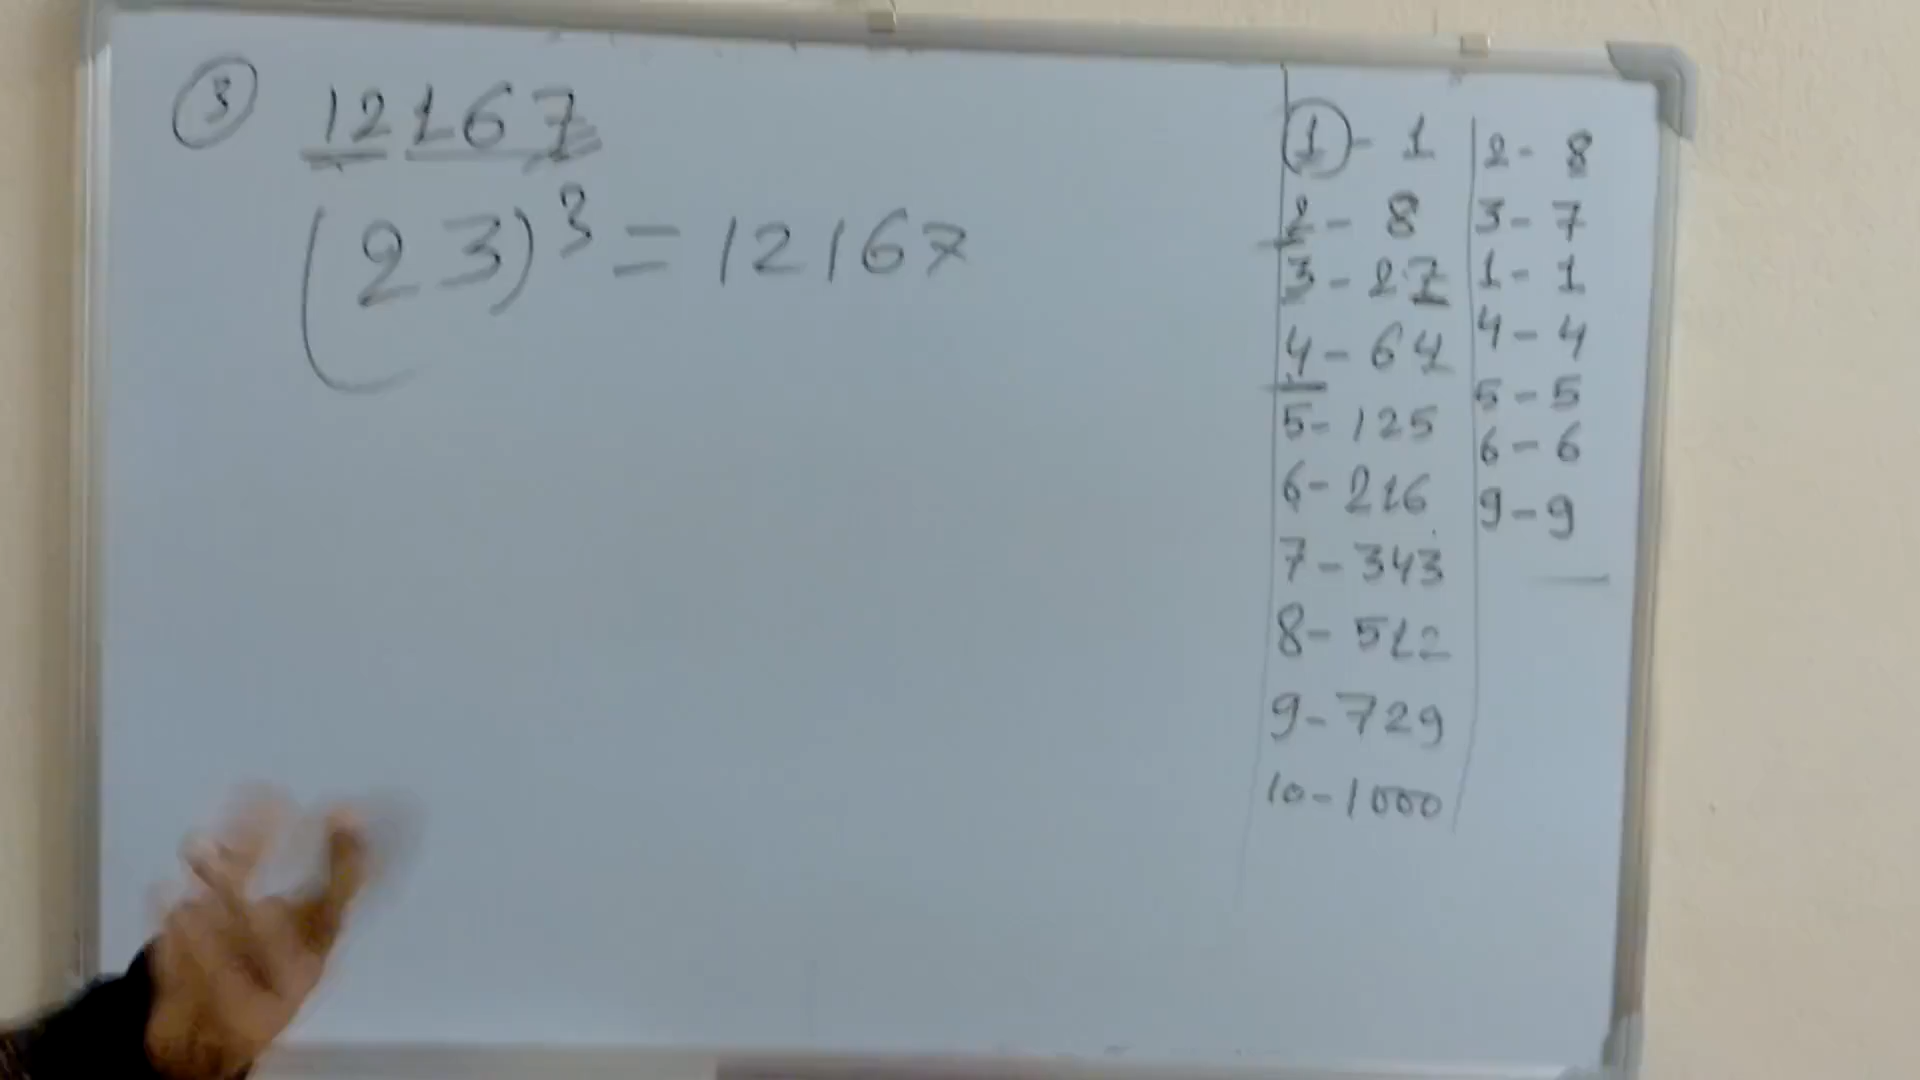 ③ 12167
(23)³ = 12167
① - 1
2 - 8
3 - 27
4 - 64
5 - 125
6 - 216
7 - 343
8 - 512
9 - 729
10 - 1000
2 - 8
3 - 7
1 - 1
4 - 4
5 - 5
6 - 6
9 - 9